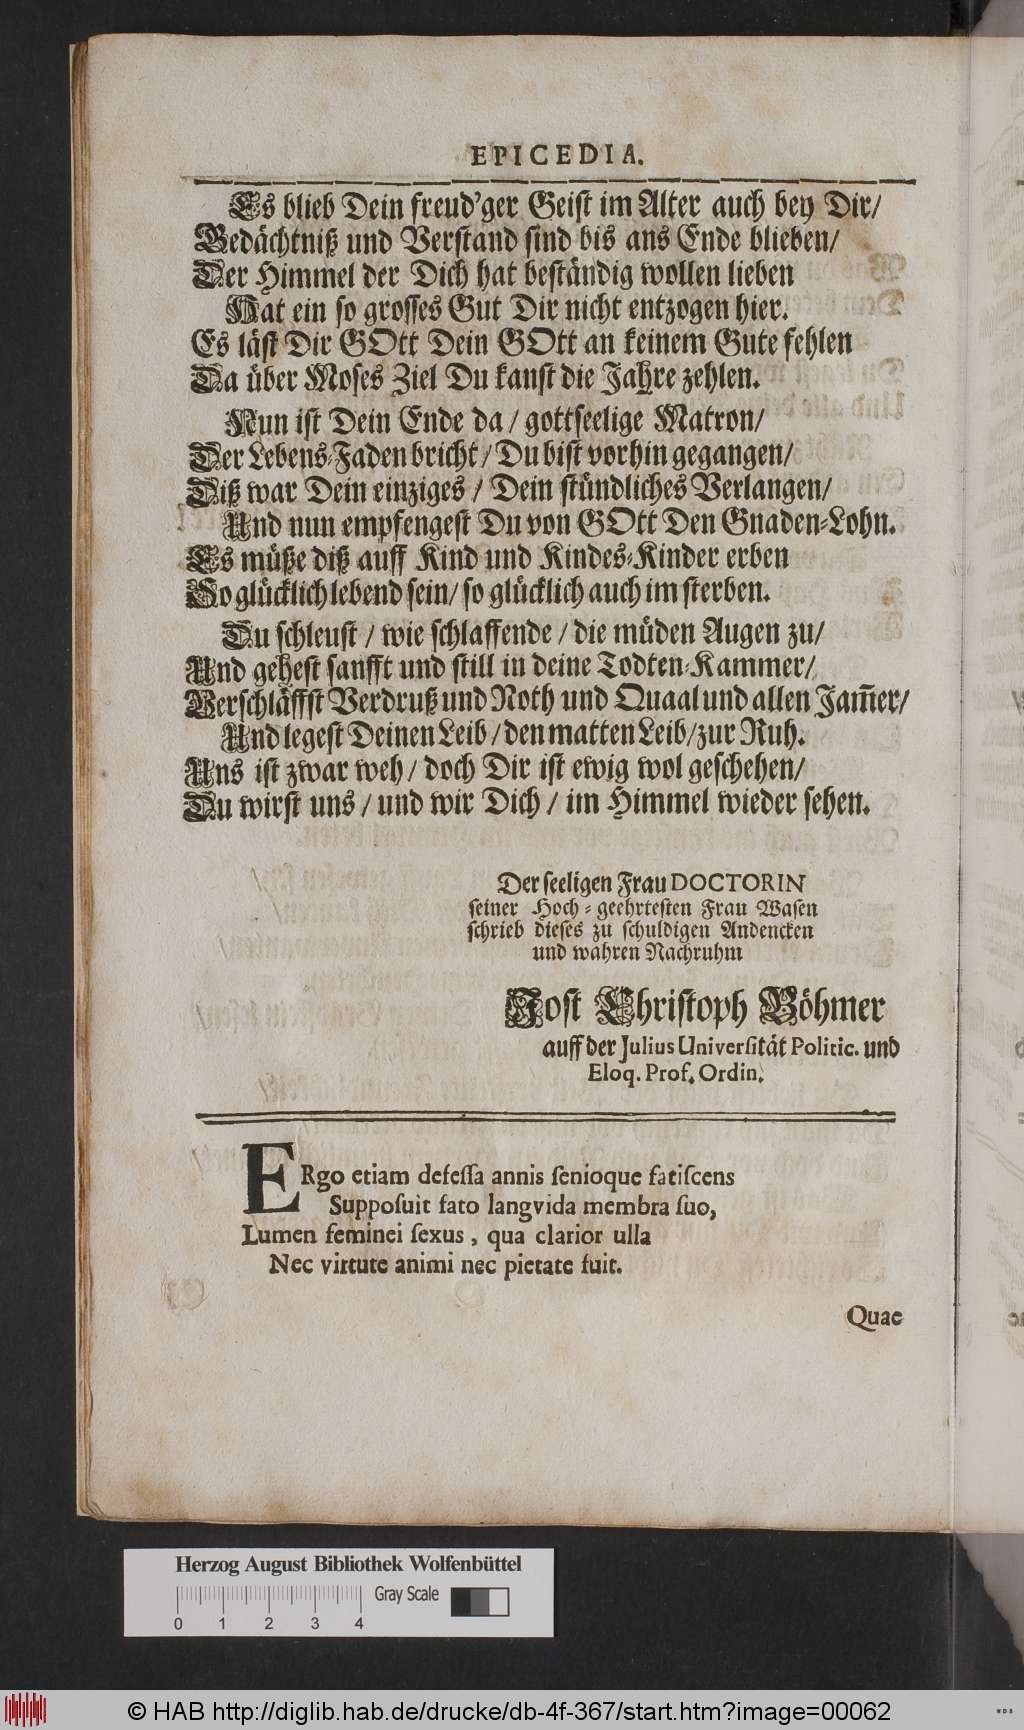 EPICEDIA.
Es blieb Dein freud'ger Geist im Alter auch bey Dir/
Gedächtniß und Verstand sind bis ans Ende blieben/
Der Himmel der Dich hat beständig wollen lieben
Hat ein so grosses Gut Dir nicht entzogen hier.
Es läst Dir GOtt Dein GOtt an keinem Gute fehlen
Da über Moses Ziel Du kanst die Jahre zehlen.
Nun ist Dein Ende da / gottseelige Matron/
Der Lebens-Faden bricht / Du bist vorhin gegangen/
Diß war Dein einziges / Dein stündliches Verlangen/
Und nun empfengest Du von GOtt Den Gnaden-Lohn.
Es müße diß auff Kind und Kindes-Kinder erben
So glücklich lebend sein / so glücklich auch im sterben.
Du schleust / wie schlaffende / die müden Augen zu/
Und gehest sanfft und still in deine Todten-Kammer/
Verschläffst Verdruß und Noth und Quaal und allen Jam̃er/
Und legest Deinen Leib / den matten Leib / zur Ruh.
Uns ist zwar weh / doch Dir ist ewig wol geschehen/
Du wirst uns / und wir Dich / im Himmel wieder sehen.
Der seeligen Frau DOCTORIN
seiner Hoch-geehrtesten Frau Wasen
schrieb dieses zu schuldigen Andencken
und wahren Nachruhm
Jost Christoph Böhmer
auff der Julius Universität Politic. und
Eloq. Prof. Ordin.
ERgo etiam defessa annis senioque fatiscens
Supposuit fato langvida membra suo,
Lumen feminei sexus, qua clarior ulla
Nec virtute animi nec pietate fuit.
Quae
Herzog August Bibliothek Wolfenbüttel
Gray Scale
0 1 2 3 4
© HAB http://diglib.hab.de/drucke/db-4f-367/start.htm?image=00062